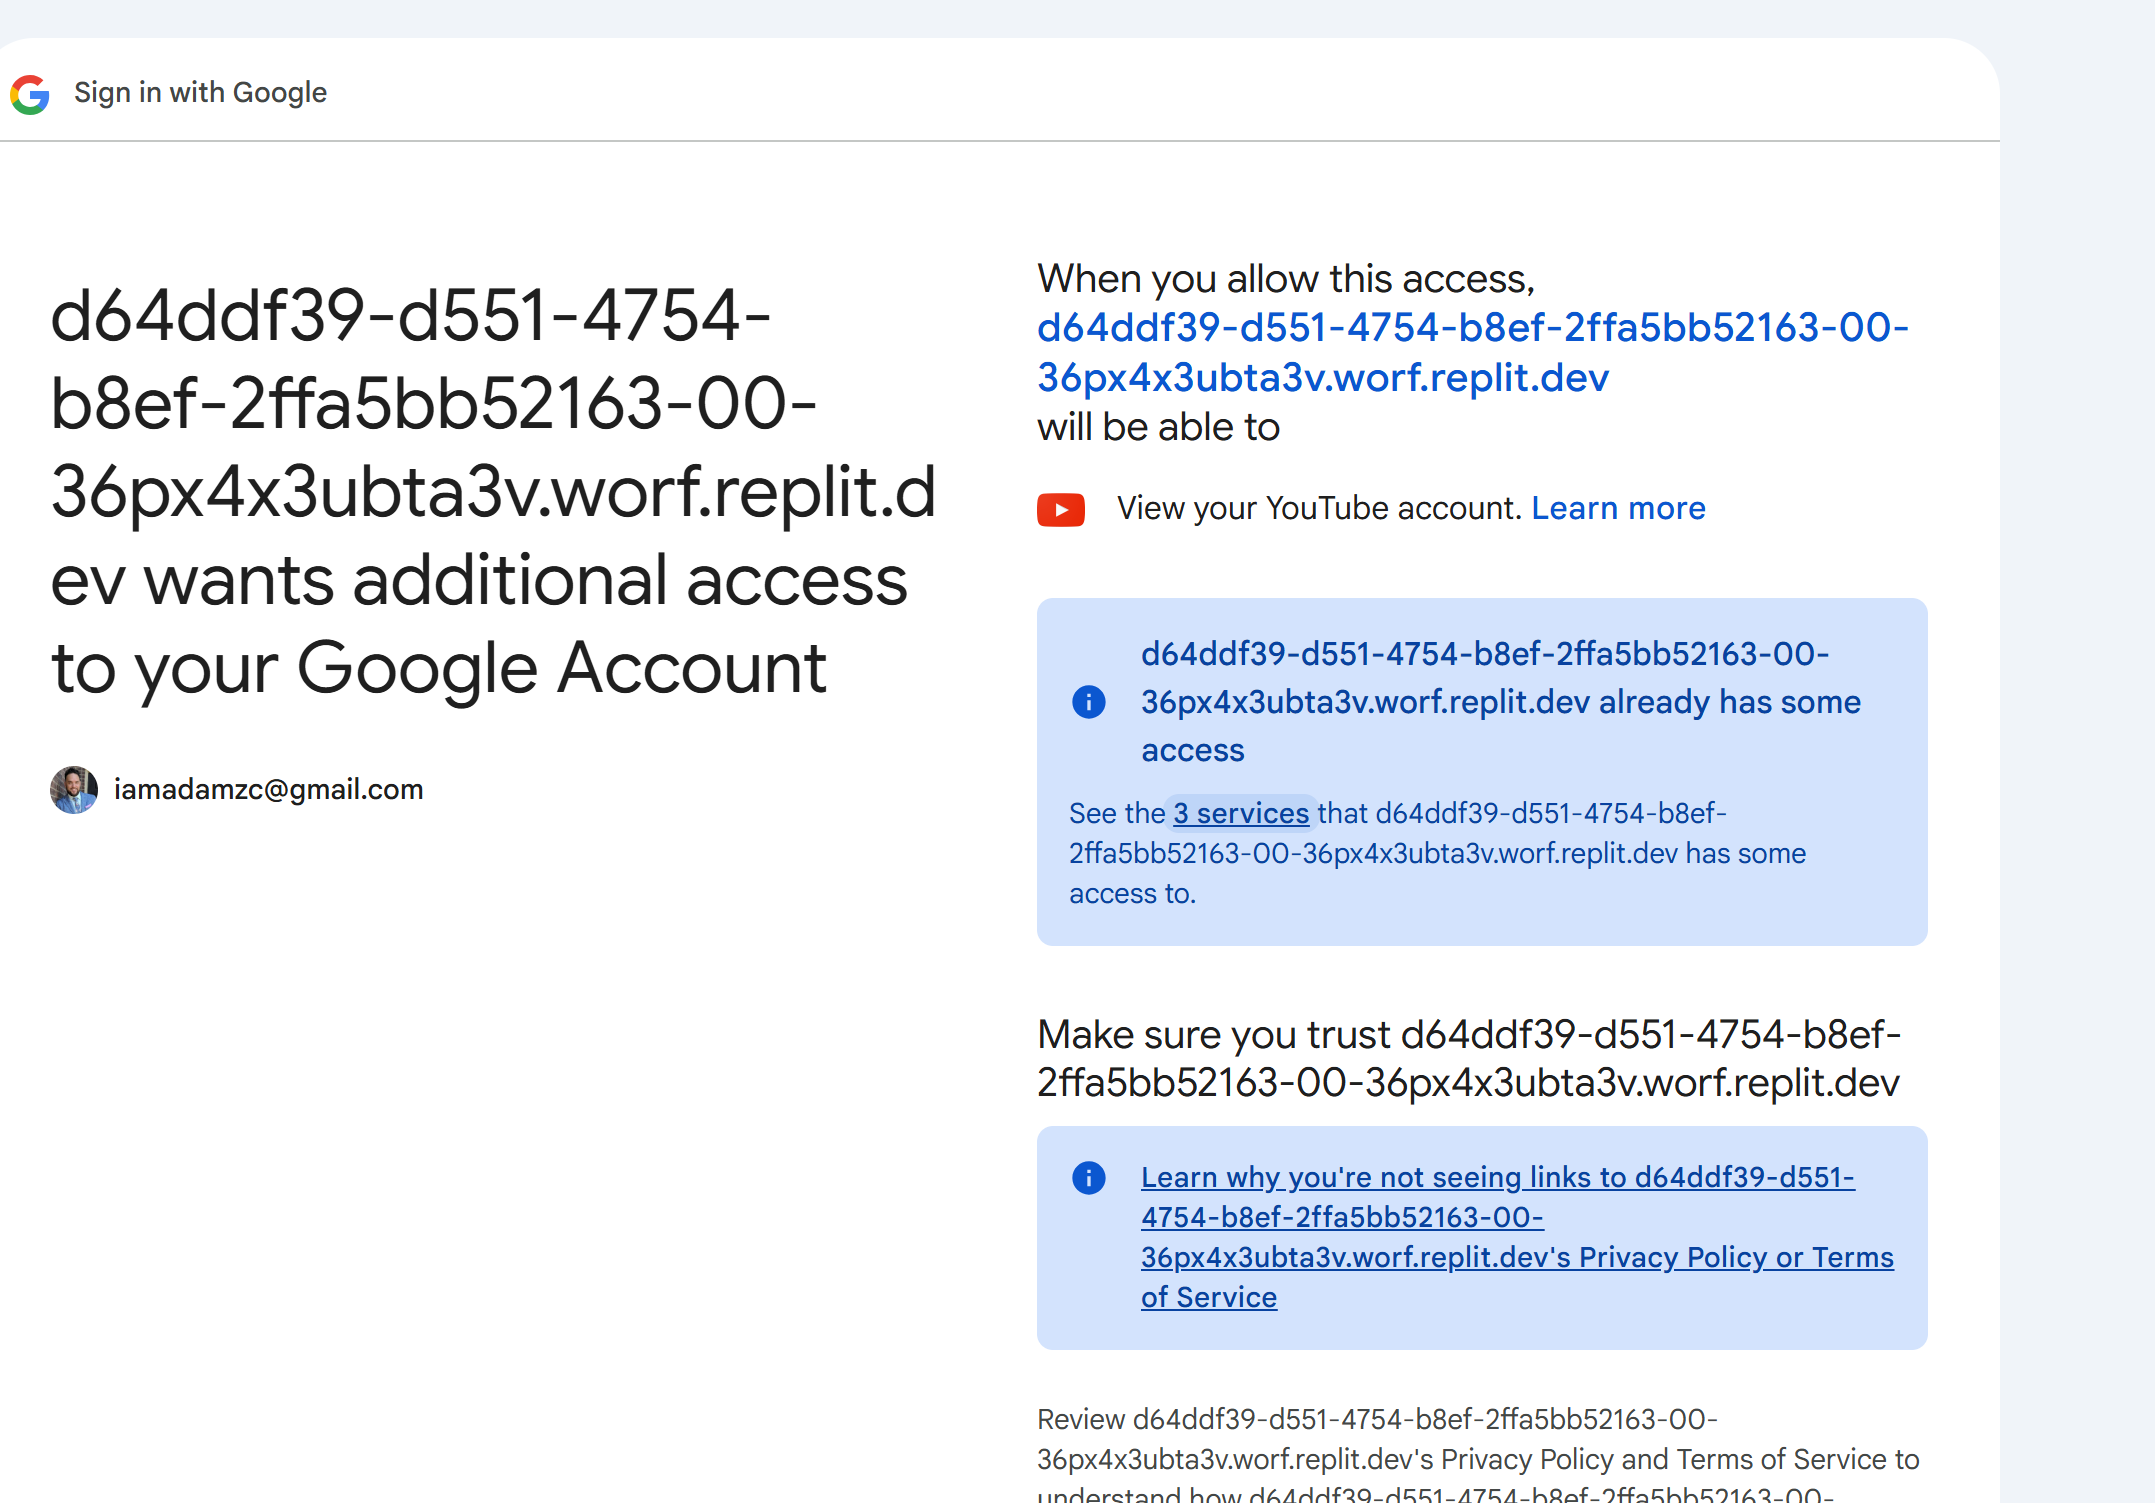 Sign in with Google
d64ddf39-d551-4754-
b8ef-2ffa5bb52163-00-
36px4x3ubta3v.worf.replit.d
ev wants additional access
to your Google Account
iamadamzc@gmail.com
When you allow this access,
d64ddf39-d551-4754-b8ef-2ffa5bb52163-00-
36px4x3ubta3v.worf.replit.dev
will be able to
View your YouTube account. Learn more
d64ddf39-d551-4754-b8ef-2ffa5bb52163-00-
36px4x3ubta3v.worf.replit.dev already has some
access
See the 3 services that d64ddf39-d551-4754-b8ef-
2ffa5bb52163-00-36px4x3ubta3v.worf.replit.dev has some
access to.
Make sure you trust d64ddf39-d551-4754-b8ef-
2ffa5bb52163-00-36px4x3ubta3v.worf.replit.dev
Learn why you're not seeing links to d64ddf39-d551-
4754-b8ef-2ffa5bb52163-00-
36px4x3ubta3v.worf.replit.dev's Privacy Policy or Terms
of Service
Review d64ddf39-d551-4754-b8ef-2ffa5bb52163-00-
36px4x3ubta3v.worf.replit.dev's Privacy Policy and Terms of Service to
understand how d64ddf39-d551-4754-b8ef-2ffa5bb52163-00-